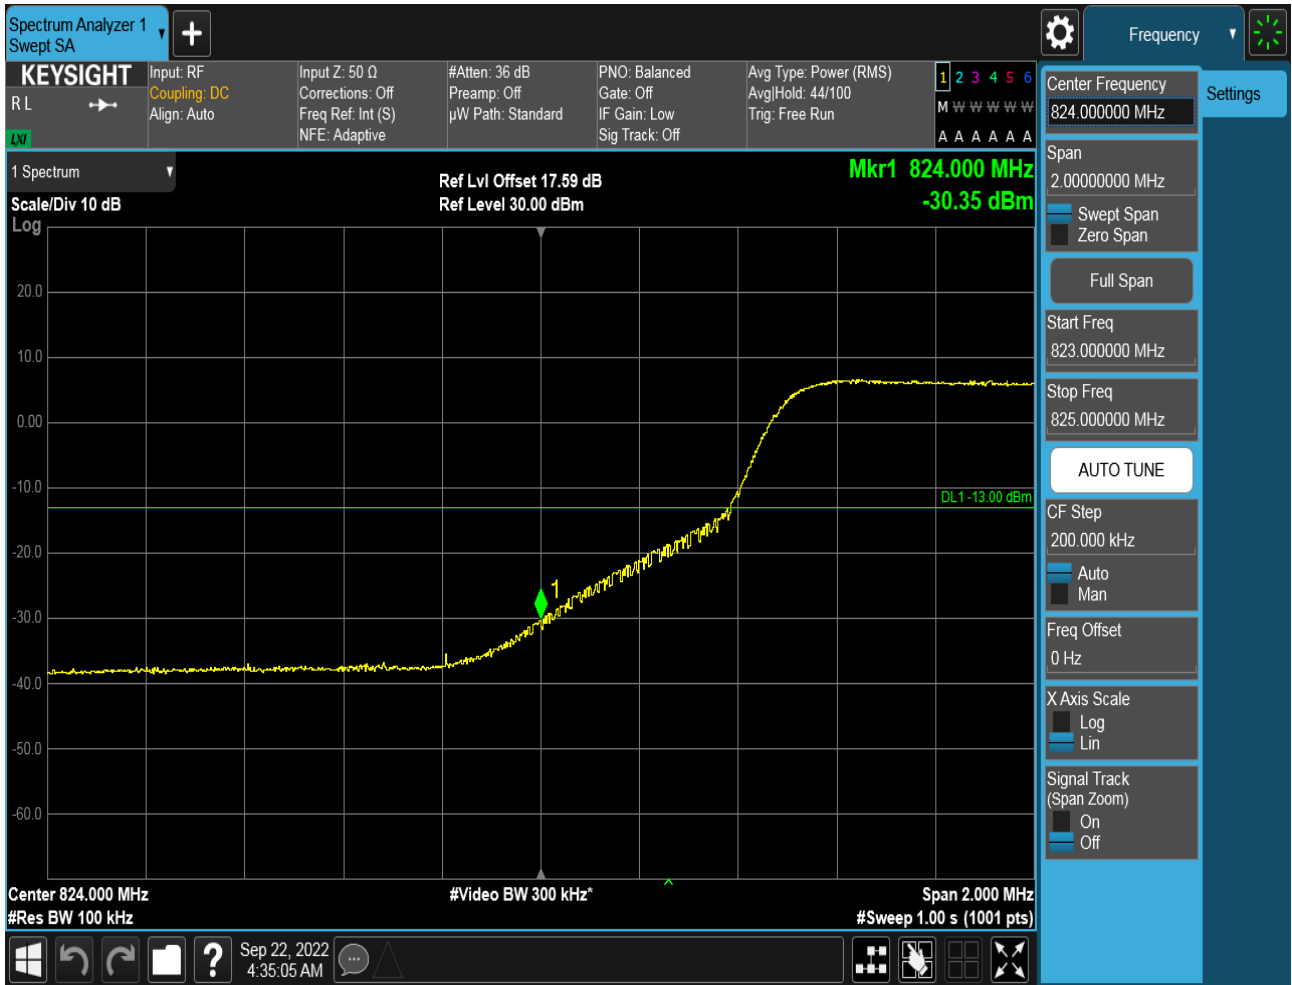 Spectrum Analyzer 1
Swept SA
Frequency
KEYSIGHT
R L
LXI
Input: RF
Coupling: DC
Align: Auto
Input Z: 50 Ω
Corrections: Off
Freq Ref: Int (S)
NFE: Adaptive
#Atten: 36 dB
Preamp: Off
µW Path: Standard
PNO: Balanced
Gate: Off
IF Gain: Low
Sig Track: Off
Avg Type: Power (RMS)
Avg|Hold: 44/100
Trig: Free Run
1 2 3 4 5 6
M W W W W W
A A A A A A
1 Spectrum
Scale/Div 10 dB
Log
Ref Lvl Offset 17.59 dB
Ref Level 30.00 dBm
Mkr1 824.000 MHz
-30.35 dBm
20.0
10.0
0.00
-10.0
-20.0
-30.0
-40.0
-50.0
-60.0
DL1 -13.00 dBm
1
Center 824.000 MHz
#Res BW 100 kHz
#Video BW 300 kHz*
Span 2.000 MHz
#Sweep 1.00 s (1001 pts)
Center Frequency
824.000000 MHz
Settings
Span
2.00000000 MHz
Swept Span
Zero Span
Full Span
Start Freq
823.000000 MHz
Stop Freq
825.000000 MHz
AUTO TUNE
CF Step
200.000 kHz
Auto
Man
Freq Offset
0 Hz
X Axis Scale
Log
Lin
Signal Track
(Span Zoom)
On
Off
?
Sep 22, 2022
4:35:05 AM